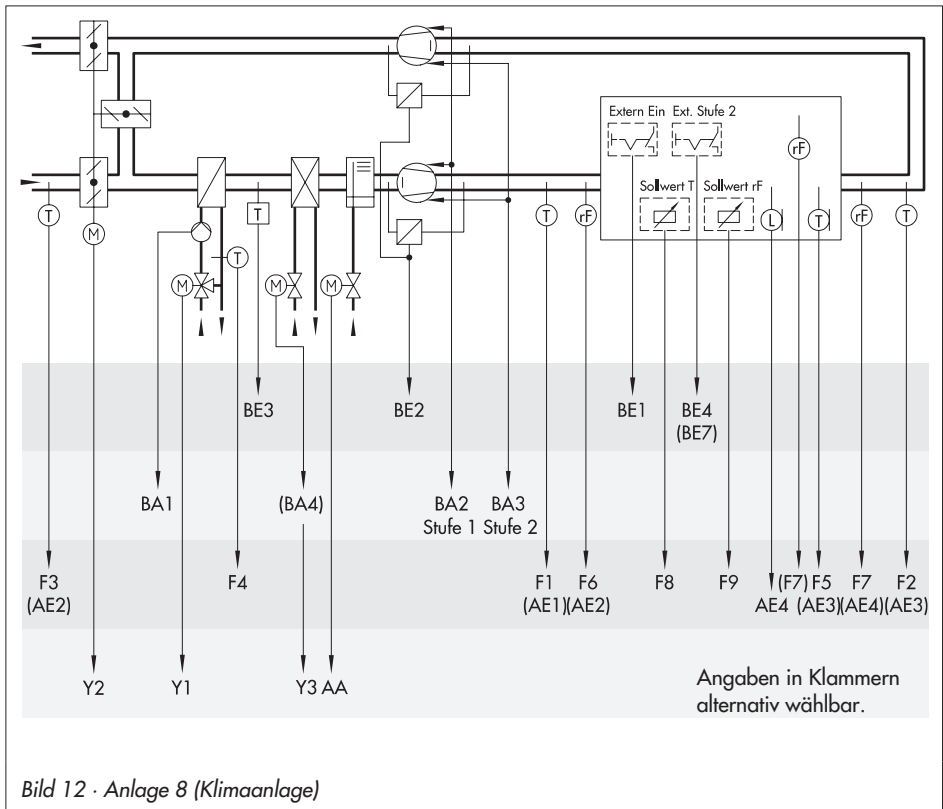 Extern Ein Ext. Stufe 2
rF
Sollwert T Sollwert rF
T
M
T
T
rF
L
T
rF
T
M
T
M
M
BE3
BE2
BE1
BE4
(BE7)
BA1
(BA4)
BA2
Stufe 1
BA3
Stufe 2
F3
(AE2)
F4
F1
(AE1)
F6
(AE2)
F8
F9
AE4
(F7)
F5
(AE3)
F7
(AE4)
F2
(AE3)
Y2
Y1
Y3
AA
Angaben in Klammern
alternativ wählbar.
Bild 12 · Anlage 8 (Klimaanlage)